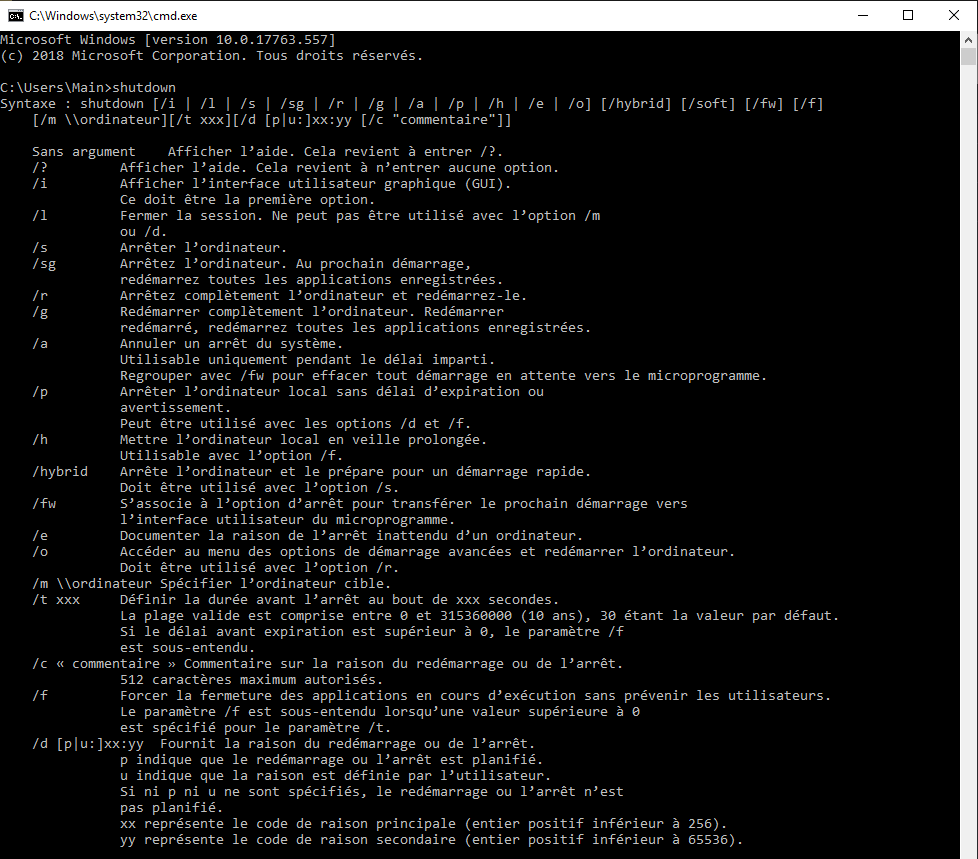 C:\Windows\system32\cmd.exe
Microsoft Windows [version 10.0.17763.557]
(c) 2018 Microsoft Corporation. Tous droits réservés.
C:\Users\Main>shutdown
Syntaxe : shutdown [/i | /l | /s | /sg | /r | /g | /a | /p | /h | /e | /o] [/hybrid] [/soft] [/fw] [/f]
[/m \\ordinateur][/t xxx][/d [p|u:]xx:yy [/c "commentaire"]]
Sans argument    Afficher l’aide. Cela revient à entrer /?.
/?         Afficher l’aide. Cela revient à n’entrer aucune option.
/i         Afficher l’interface utilisateur graphique (GUI).
Ce doit être la première option.
/l         Fermer la session. Ne peut pas être utilisé avec l’option /m
ou /d.
/s         Arrêter l’ordinateur.
/sg        Arrêtez l’ordinateur. Au prochain démarrage,
redémarrez toutes les applications enregistrées.
/r         Arrêtez complètement l’ordinateur et redémarrez-le.
/g         Redémarrer complètement l’ordinateur. Redémarrer
redémarré, redémarrez toutes les applications enregistrées.
/a         Annuler un arrêt du système.
Utilisable uniquement pendant le délai imparti.
Regrouper avec /fw pour effacer tout démarrage en attente vers le microprogramme.
/p         Arrêter l’ordinateur local sans délai d’expiration ou
avertissement.
Peut être utilisé avec les options /d et /f.
/h         Mettre l’ordinateur local en veille prolongée.
Utilisable avec l’option /f.
/hybrid    Arrête l’ordinateur et le prépare pour un démarrage rapide.
Doit être utilisé avec l’option /s.
/fw        S’associe à l’option d’arrêt pour transférer le prochain démarrage vers
l’interface utilisateur du microprogramme.
/e         Documenter la raison de l’arrêt inattendu d’un ordinateur.
/o         Accéder au menu des options de démarrage avancées et redémarrer l’ordinateur.
Doit être utilisé avec l’option /r.
/m \\ordinateur Spécifier l’ordinateur cible.
/t xxx     Définir la durée avant l’arrêt au bout de xxx secondes.
La plage valide est comprise entre 0 et 315360000 (10 ans), 30 étant la valeur par défaut.
Si le délai avant expiration est supérieur à 0, le paramètre /f
est sous-entendu.
/c « commentaire » Commentaire sur la raison du redémarrage ou de l’arrêt.
512 caractères maximum autorisés.
/f         Forcer la fermeture des applications en cours d’exécution sans prévenir les utilisateurs.
Le paramètre /f est sous-entendu lorsqu’une valeur supérieure à 0
est spécifié pour le paramètre /t.
/d [p|u:]xx:yy  Fournit la raison du redémarrage ou de l’arrêt.
p indique que le redémarrage ou l’arrêt est planifié.
u indique que la raison est définie par l’utilisateur.
Si ni p ni u ne sont spécifiés, le redémarrage ou l’arrêt n’est
pas planifié.
xx représente le code de raison principale (entier positif inférieur à 256).
yy représente le code de raison secondaire (entier positif inférieur à 65536).